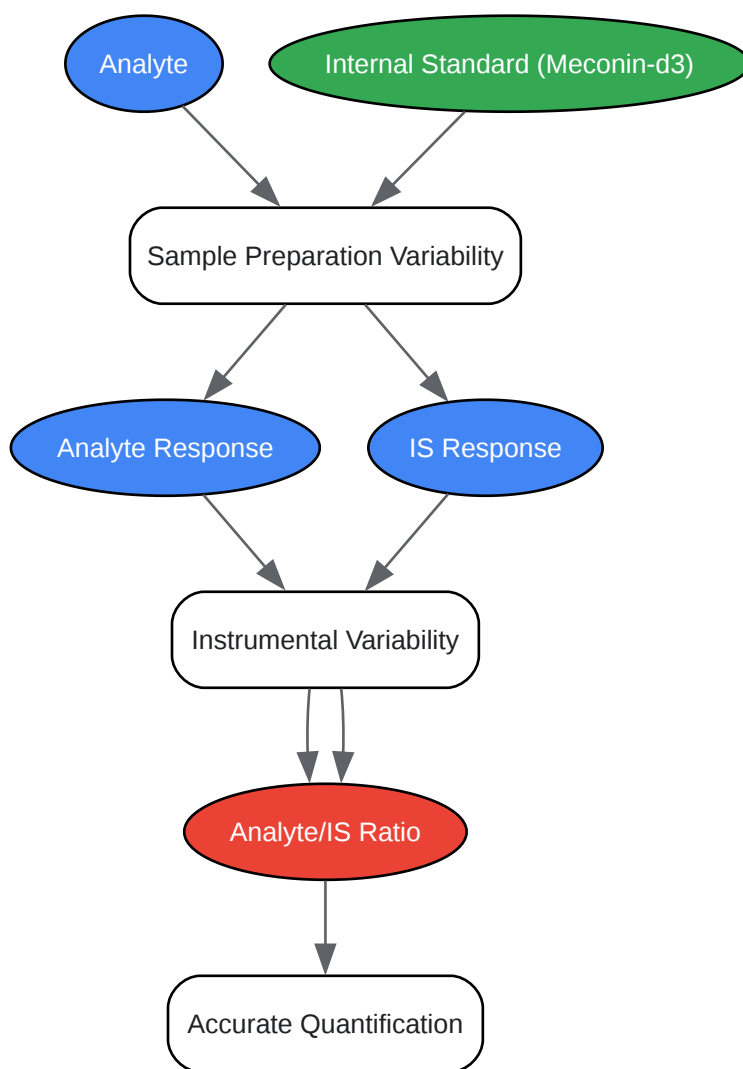 Analyte
Internal Standard (Meconin-d3)
Sample Preparation Variability
Analyte Response
IS Response
Instrumental Variability
Analyte/IS Ratio
Accurate Quantification